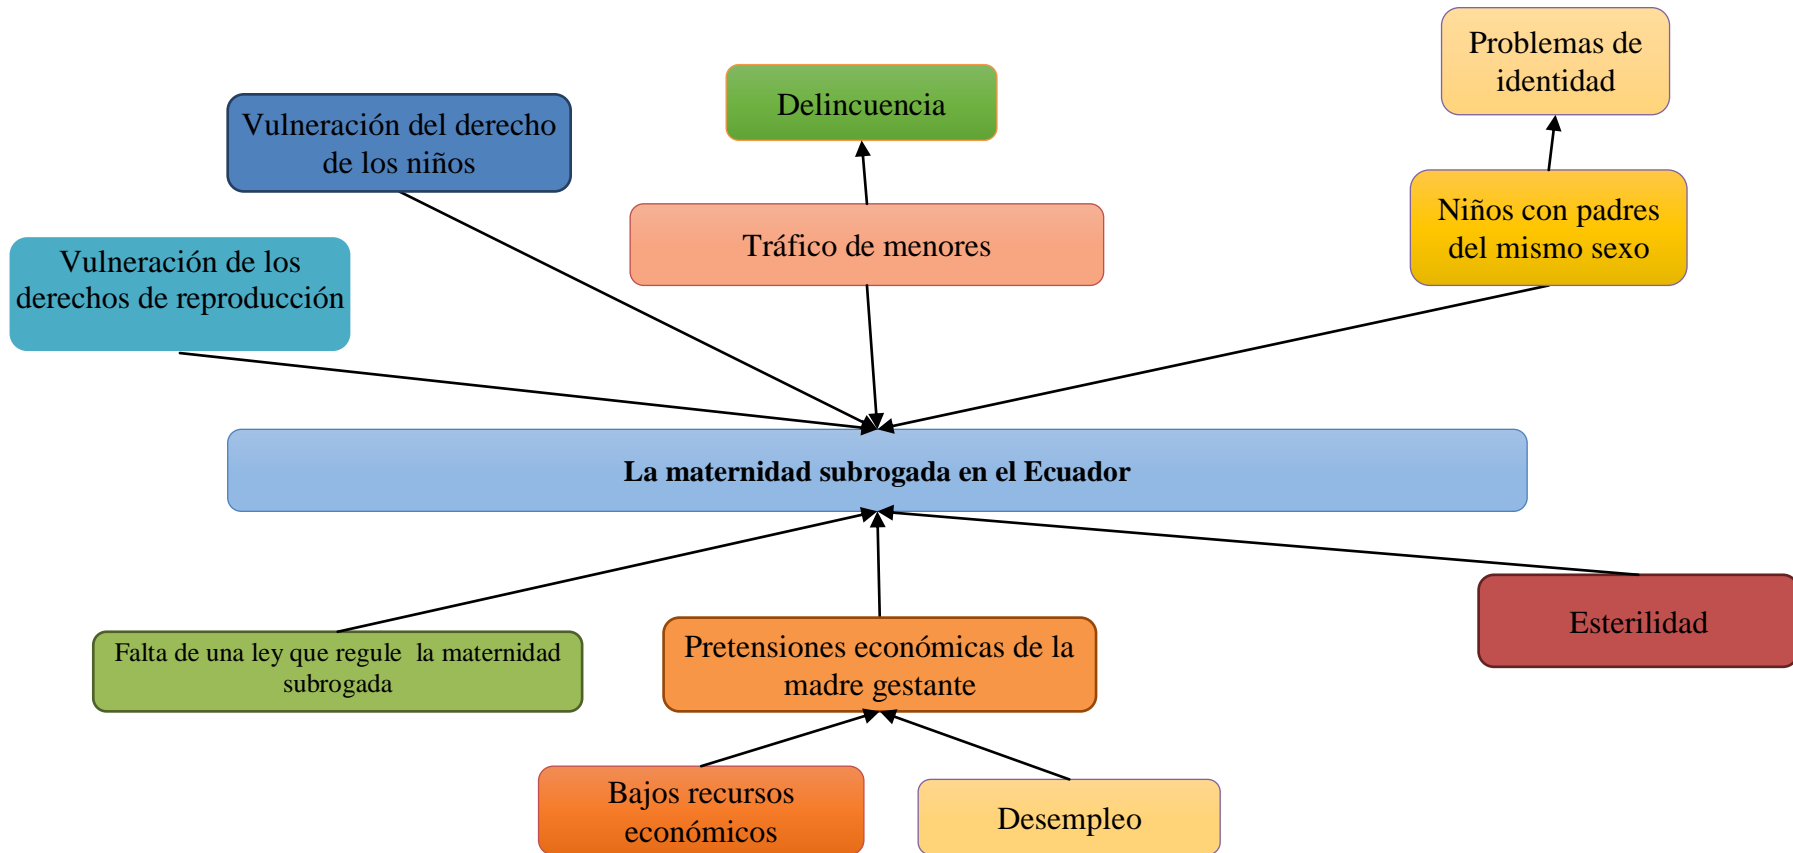 Problemas de
identidad
Delincuencia
Vulneración del derecho
de los niños
Niños con padres
del mismo sexo
Tráfico de menores
Vulneración de los
derechos de reproducción
La maternidad subrogada en el Ecuador
Esterilidad
Falta de una ley que regule  la maternidad
subrogada
Pretensiones económicas de la
madre gestante
Bajos recursos
económicos
Desempleo